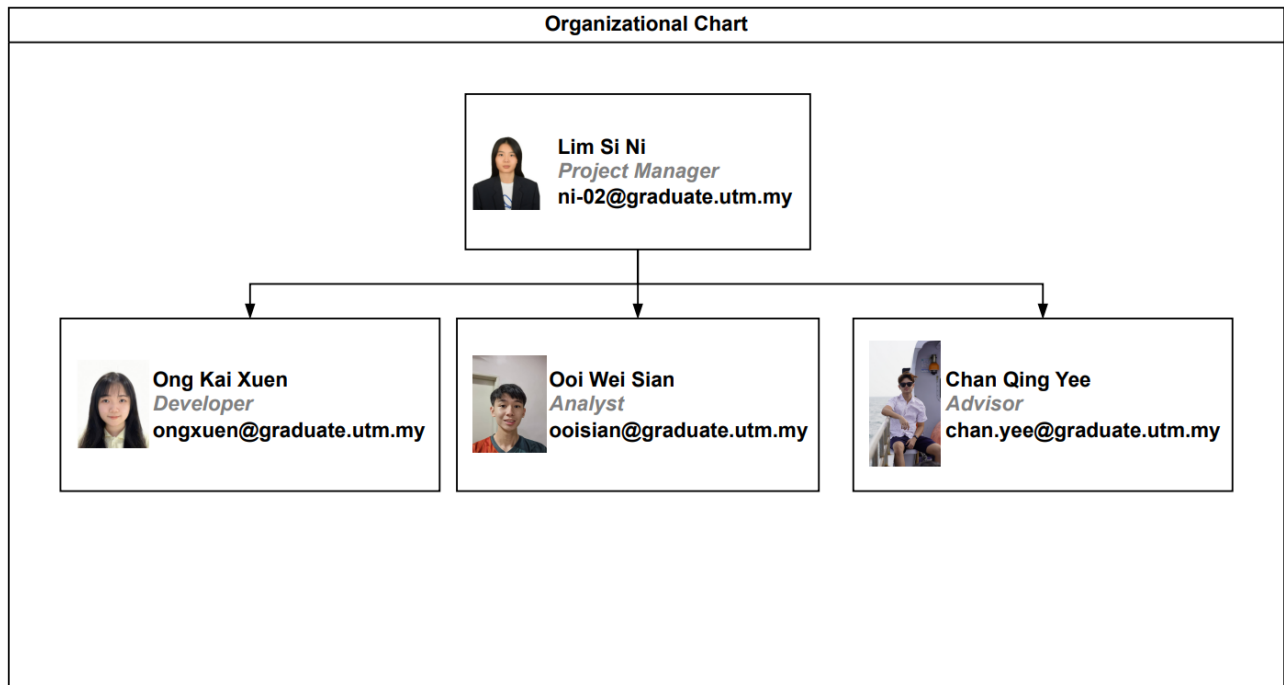 Organizational Chart
Lim Si Ni
Project Manager
ni-02@graduate.utm.my
Ong Kai Xuen
Developer
ongxuen@graduate.utm.my
Ooi Wei Sian
Analyst
ooisian@graduate.utm.my
Chan Qing Yee
Advisor
chan.yee@graduate.utm.my